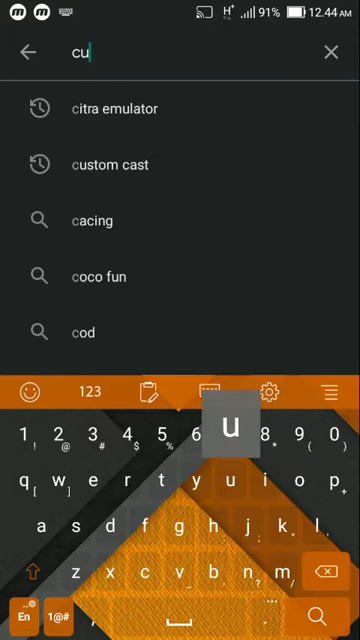 H+ 91% 12.44 AM
cu
citra emulator
custom cast
cacing
coco fun
cod
123
u
1 ! 2 @ 3 # 4 $ 5 % 6 8 * 9 ( 0 )
q [ w ] e r t y u i o p +
a s d f g h j ; k " l ,
z x c v - b n ? m /
En 1@#